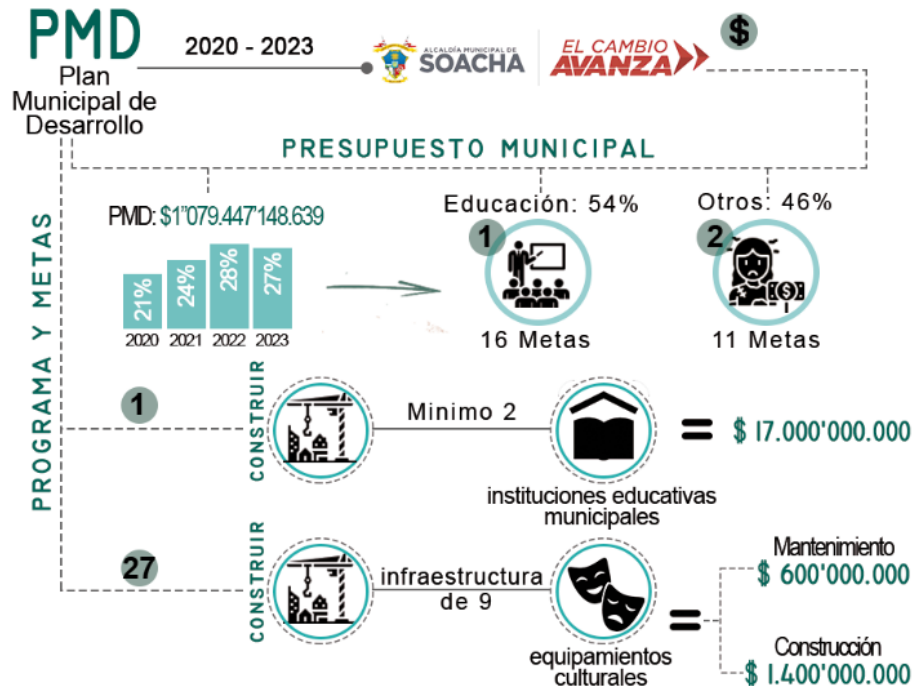 PMD
2020 - 2023
ALCALDÍA MUNICIPAL DE
SOACHA
EL CAMBIO
AVANZA
$
Plan
Municipal de
Desarrollo
PRESUPUESTO MUNICIPAL
PROGRAMA Y METAS
PMD: $1"079.447'148.639
21%
24%
28%
27%
2020
2021
2022
2023
Educación: 54%
1
16 Metas
Otros: 46%
2
$
11 Metas
1
CONSTRUIR
Minimo 2
instituciones educativas
municipales
= $ 17.000'000.000
27
CONSTRUIR
infraestructura
de 9
equipamientos
culturales
=
Mantenimiento
$ 600'000.000
Construcción
$ 1.400'000.000